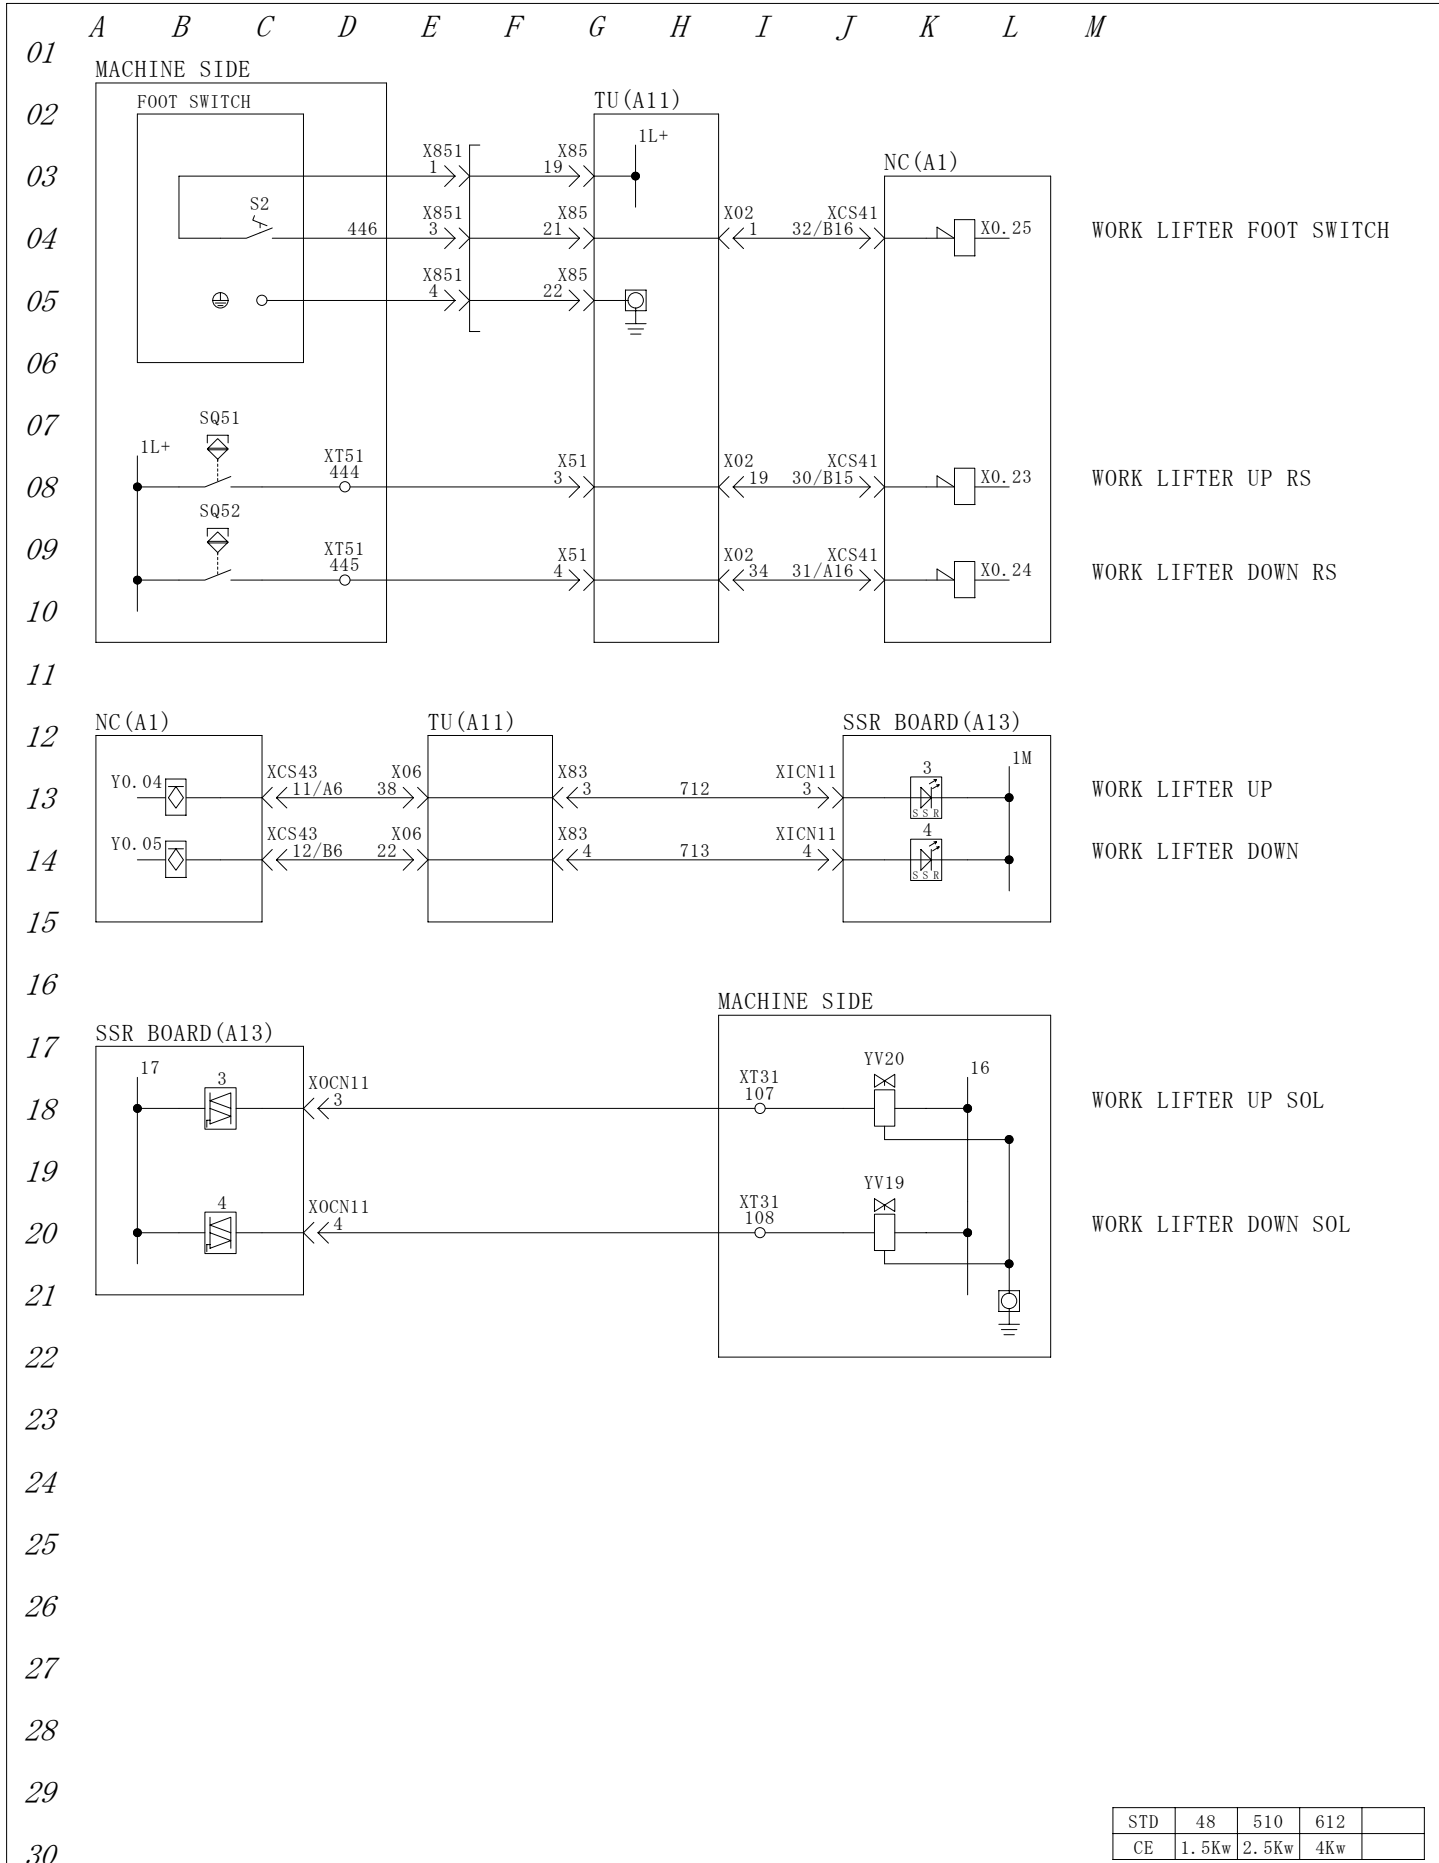 A B C D E F G H I J K L M
01
MACHINE SIDE
02 FOOT SWITCH TU(A11)
1L+
X851 X85
03 1 19 NC(A1)
S2 X851 X85 X02 XCS41
04 446 3 21 1 32/B16 X0.25 WORK LIFTER FOOT SWITCH
X851 X85
05 4 22
06
07 SQ51
1L+ XT51 X51 X02 XCS41
444 3 19 30/B15 X0.23 WORK LIFTER UP RS
08
SQ52
09 XT51 X51 X02 XCS41
445 4 34 31/A16 X0.24 WORK LIFTER DOWN RS
10
11
12 NC(A1) TU(A11) SSR BOARD(A13)
1M
XCS43 X06 X83 XICN11 3
13 Y0.04 11/A6 38 3 712 3 WORK LIFTER UP
SSR
XCS43 X06 X83 XICN11 4
14 Y0.05 12/B6 22 4 713 4 WORK LIFTER DOWN
SSR
15
16
MACHINE SIDE
17 SSR BOARD(A13)
17 3 XOCN11 XT31 YV20 16
18 3 107 WORK LIFTER UP SOL
19
4 XOCN11 XT31 YV19
20 4 108 WORK LIFTER DOWN SOL
21
22
23
24
25
26
27
28
29
STD 48 510 612
30 CE 1.5Kw 2.5Kw 4Kw